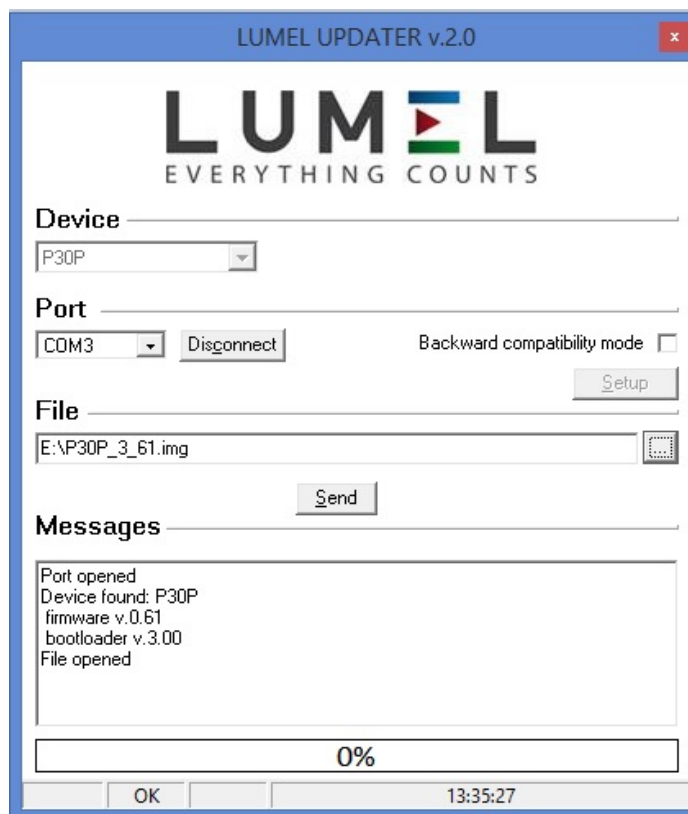 LUMEL UPDATER v.2.0
x
LUMEL
EVERYTHING COUNTS
Device
P30P
Port
COM3 Disconnect Backward compatibility mode
Setup
File
E:\P30P_3_61.img ...
Send
Messages
Port opened
Device found: P30P
firmware v.0.61
bootloader v.3.00
File opened
0%
OK 13:35:27